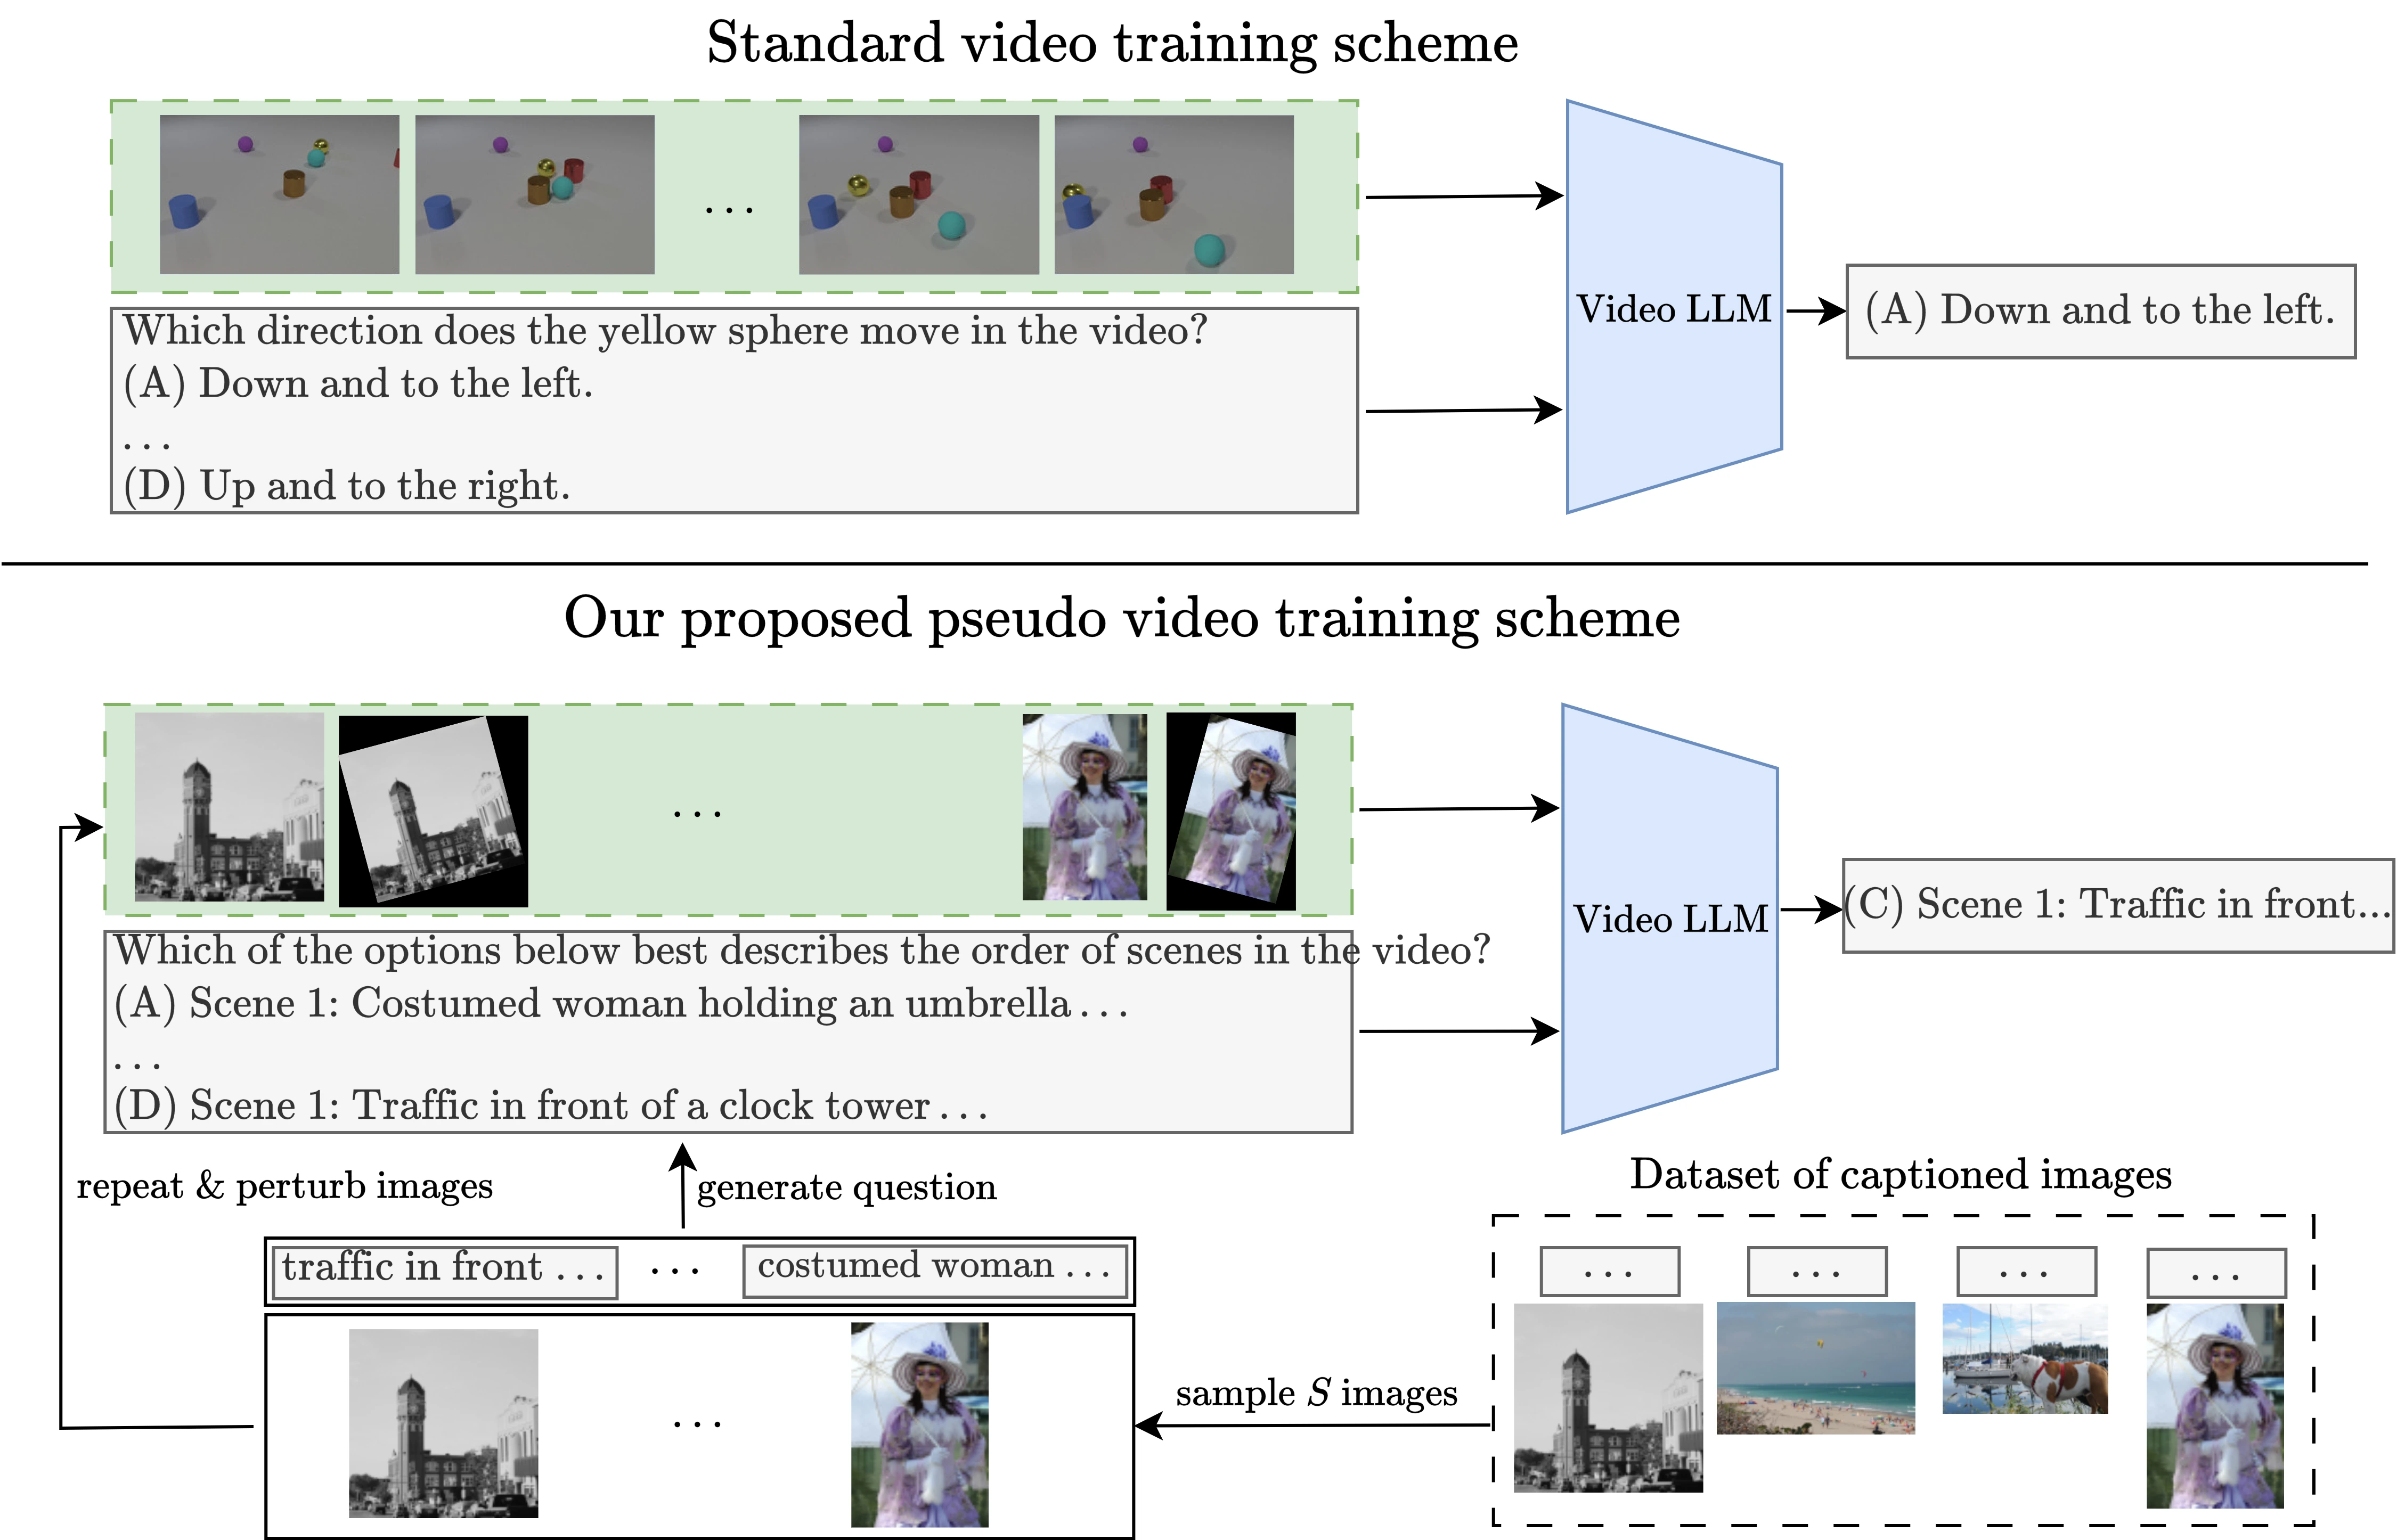 Standard video training scheme
...
Which direction does the yellow sphere move in the video?
(A) Down and to the left.
...
(D) Up and to the right.
Video LLM
(A) Down and to the left.
Our proposed pseudo video training scheme
...
Which of the options below best describes the order of scenes in the video?
(A) Scene 1: Costumed woman holding an umbrella...
...
(D) Scene 1: Traffic in front of a clock tower...
Video LLM
(C) Scene 1: Traffic in front...
repeat & perturb images
generate question
Dataset of captioned images
traffic in front ...
...
costumed woman ...
... 
...
...
...
...
sample S images